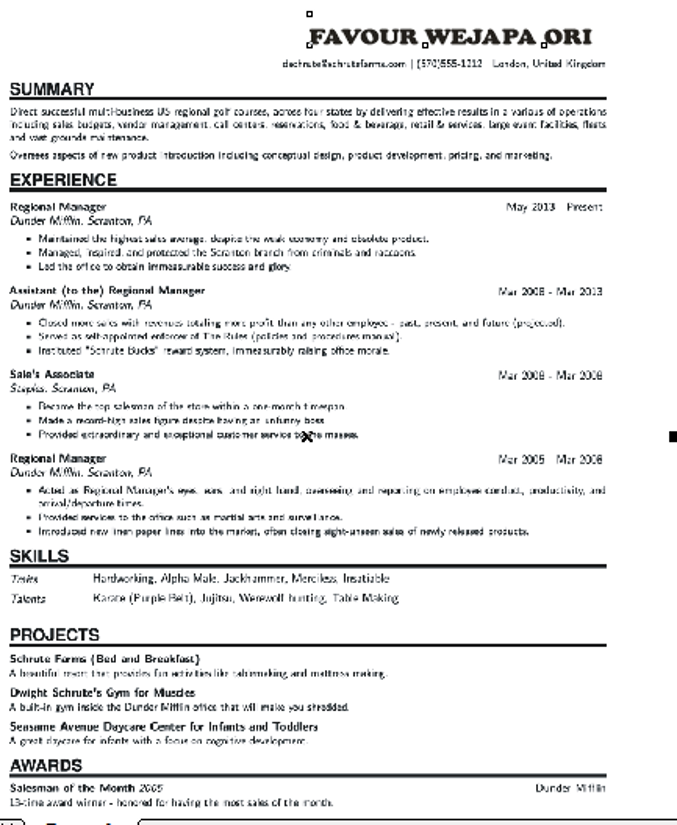 FAVOUR WEJAPA ORI
dschrute@schrutefarms.com | (570)555-1212 London, United Kingdom
SUMMARY
Direct successful multi-business US regional golf courses, across four states by delivering effective results in a various of operations
including sales budgets, vendor management, call centers, reservations, food & beverage, retail & services, large event facilities, fleets
and vast grounds maintenance.
Oversees aspects of new product introduction including conceptual design, product development, pricing, and marketing.
EXPERIENCE
Regional Manager May 2013 - Present
Dunder Mifflin, Scranton, PA
• Maintained the highest sales average, despite the weak economy and obsolete product.
• Managed, inspired, and protected the Scranton branch from criminals and raccoons.
• Led the office to obtain immeasurable success and glory.
Assistant (to the) Regional Manager Mar 2008 - Mar 2013
Dunder Mifflin, Scranton, PA
• Closed more sales with revenues totaling more profit than any other employee - past, present, and future (projected).
• Served as self-appointed enforcer of The Rules (policies and procedures manual).
• Instituted "Schrute Bucks" reward system, immeasurably raising office morale.
Sale's Associate Mar 2008 - Mar 2008
Staples, Scranton, PA
• Became the top salesman of the store within a one-month timespan.
• Made a record-high sales figure despite having an unfunny boss
• Provided extraordinary and exceptional customer service to the masses.
Regional Manager Mar 2005 - Mar 2008
Dunder Mifflin, Scranton, PA
• Acted as Regional Manager's eyes, ears, and right hand, overseeing and reporting on employee conduct, productivity, and
arrival/departure times.
• Provided services to the office such as martial arts and surveillance.
• Introduced new linen paper lines into the market, often closing sight-unseen sales of newly released products.
SKILLS
Traits Hardworking, Alpha Male, Jackhammer, Merciless, Insatiable
Talents Karate (Purple Belt), Jujitsu, Werewolf hunting, Table Making
PROJECTS
Schrute Farms (Bed and Breakfast)
A beautiful resort that provides fun activities like tablemaking and mattress making.
Dwight Schrute's Gym for Muscles
A built-in gym inside the Dunder Mifflin office that will make you shredded.
Seasame Avenue Daycare Center for Infants and Toddlers
A great daycare for infants with a focus on cognitive development.
AWARDS
Salesman of the Month 2005 Dunder Mifflin
13-time award winner - honored for having the most sales of the month.